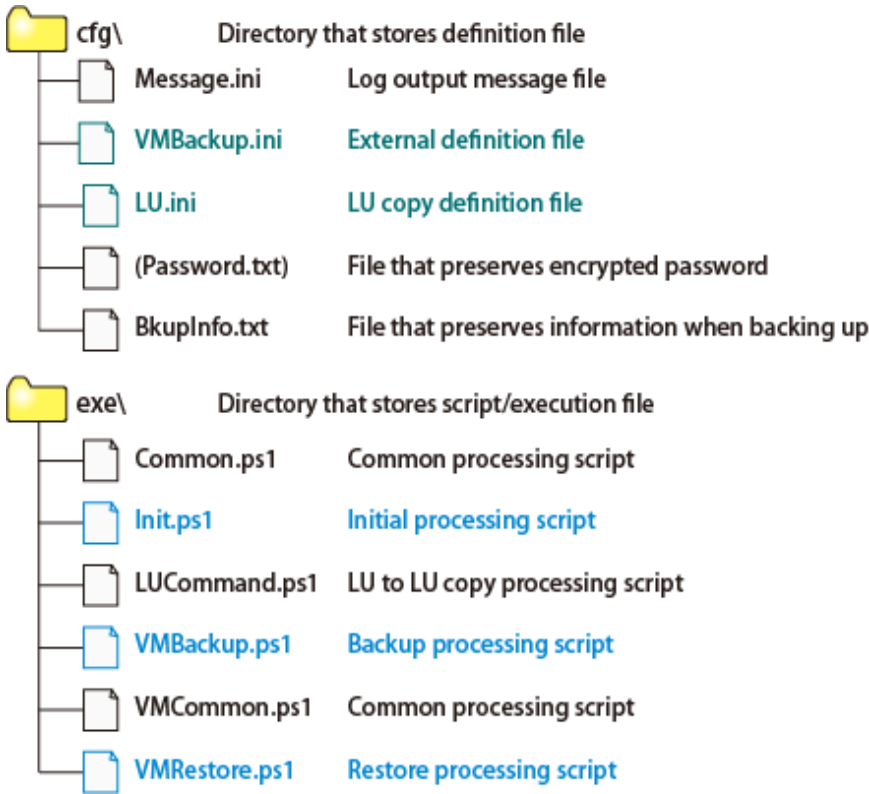 cfg\ Directory that stores definition file
Message.ini Log output message file
VMBackup.ini External definition file
LU.ini LU copy definition file
(Password.txt) File that preserves encrypted password
BkupInfo.txt File that preserves information when backing up
exe\ Directory that stores script/execution file
Common.ps1 Common processing script
Init.ps1 Initial processing script
LUCommand.ps1 LU to LU copy processing script
VMBackup.ps1 Backup processing script
VMCommon.ps1 Common processing script
VMRestore.ps1 Restore processing script